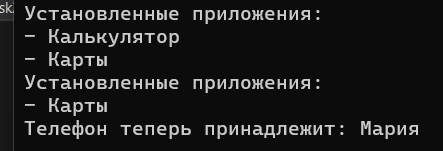 Установленные приложения:
- Калькулятор
- Карты
Установленные приложения:
- Карты
Телефон теперь принадлежит: Мария